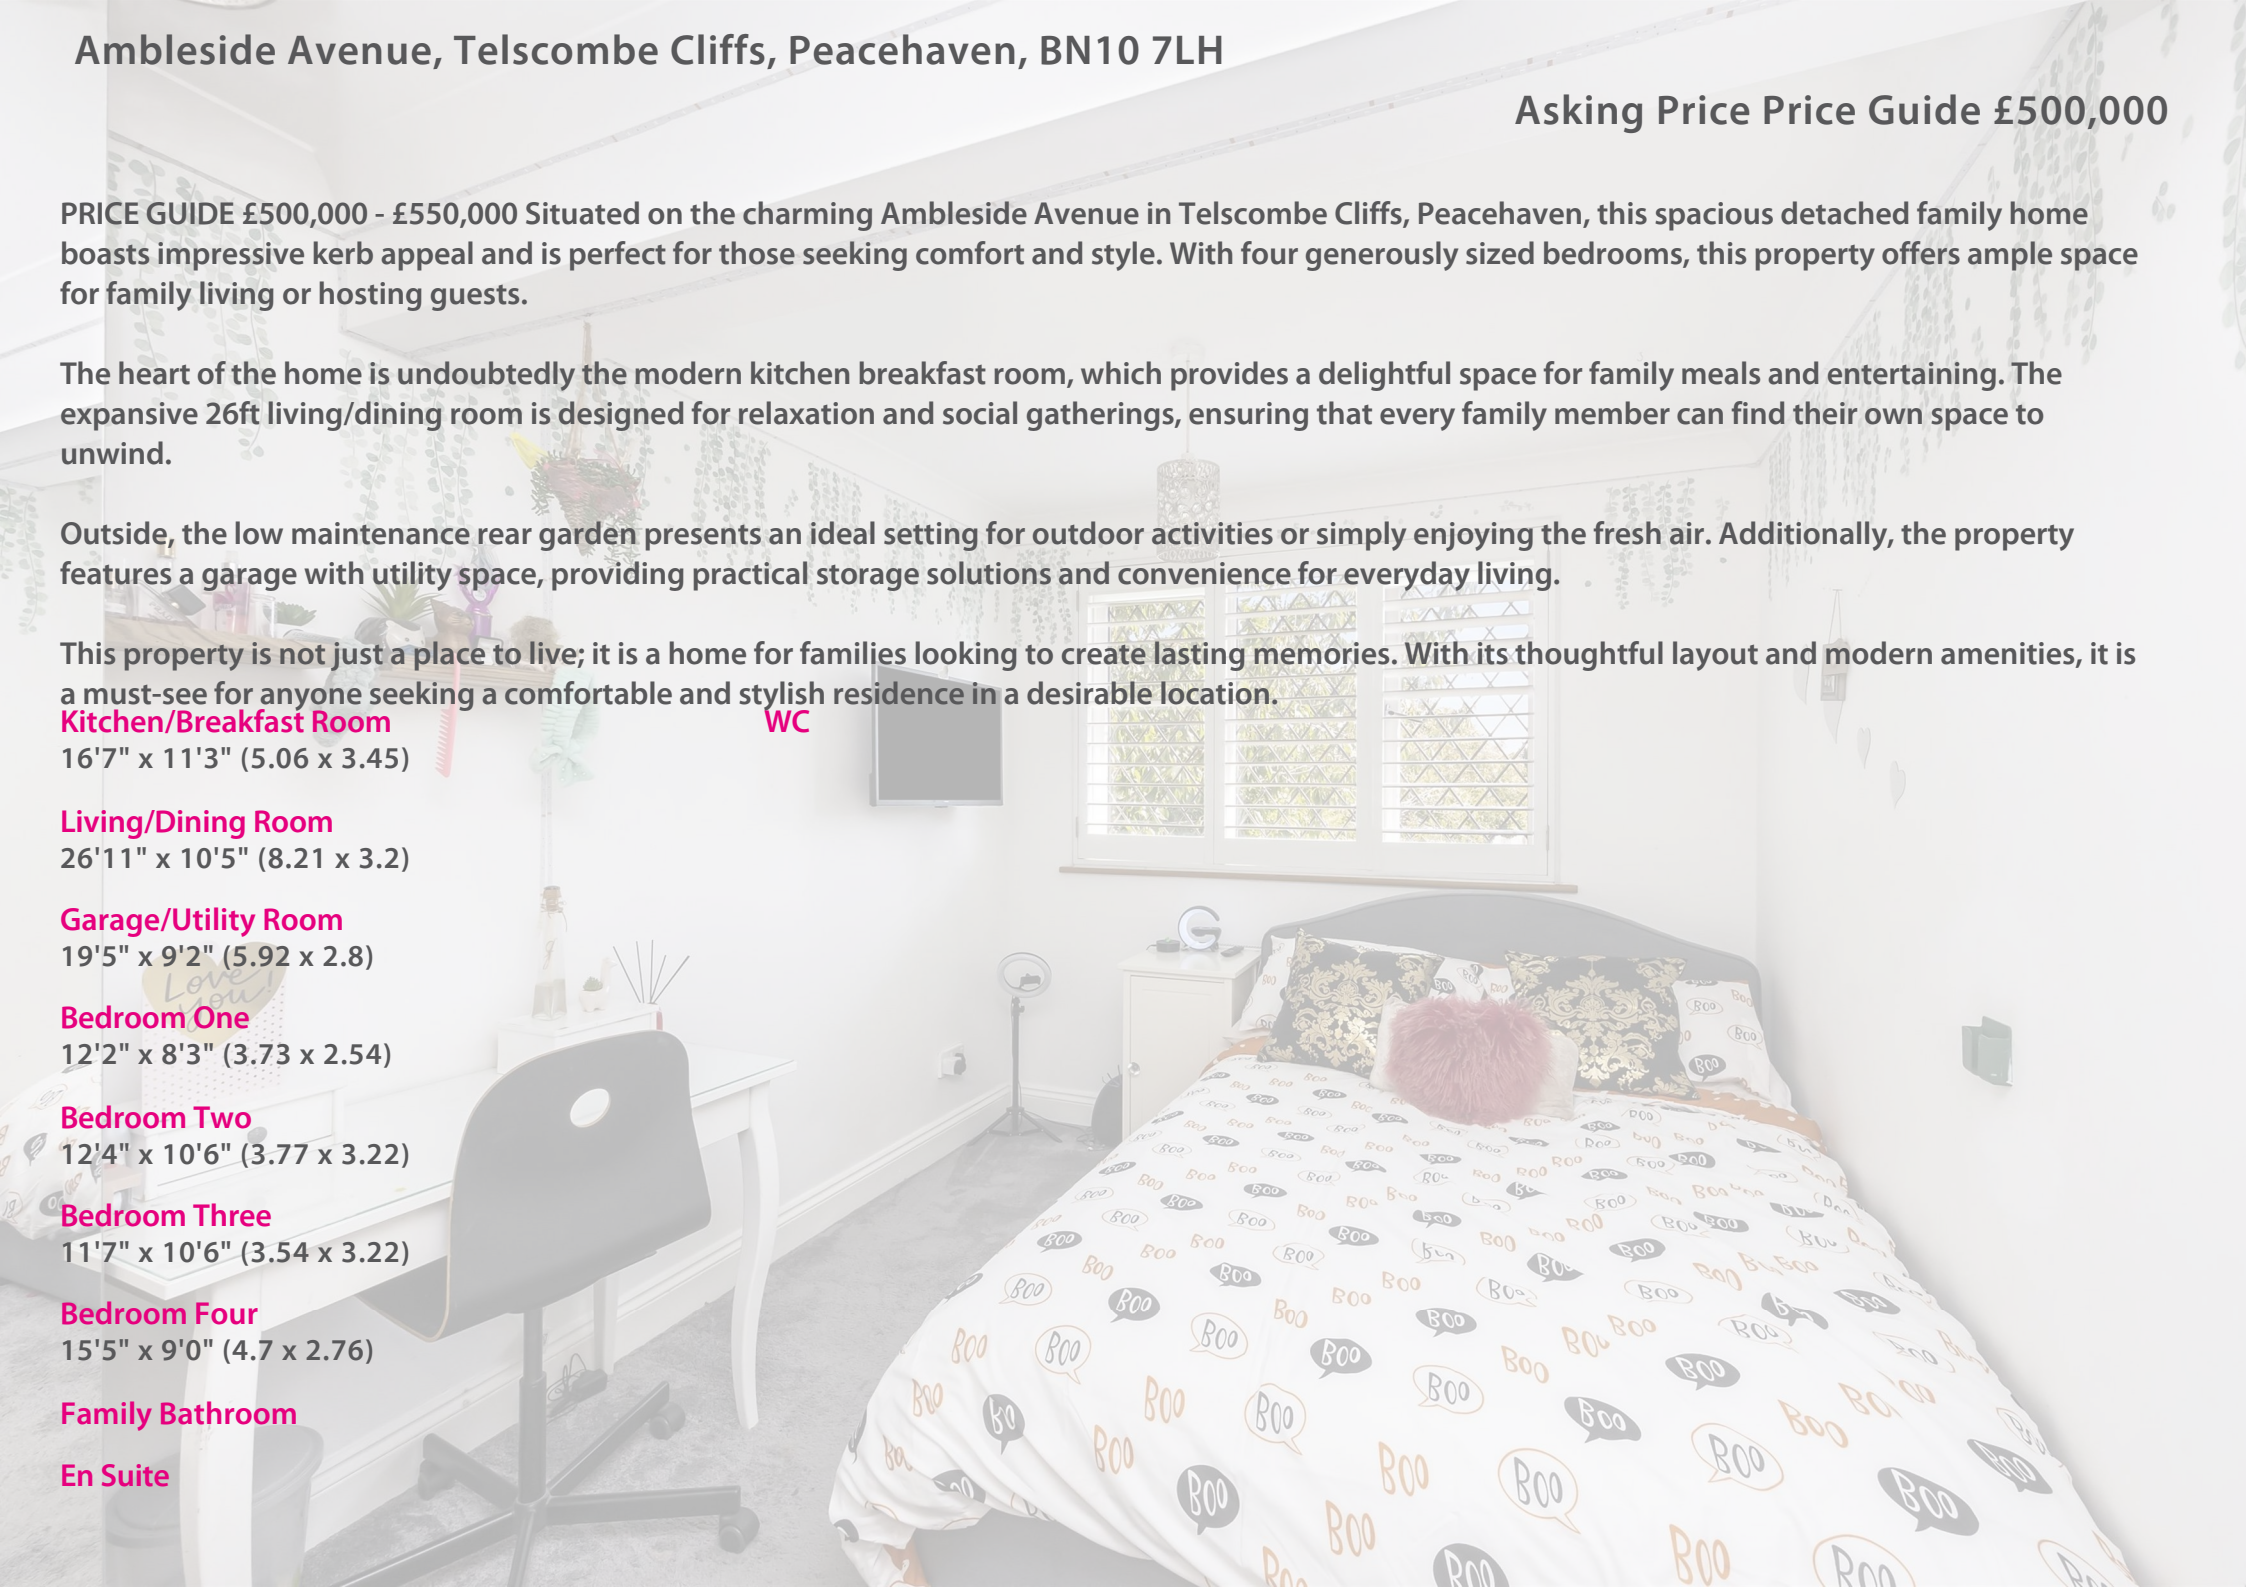 Ambleside Avenue, Telscombe Cliffs, Peacehaven, BN10 7LH
Asking Price Price Guide £500,000
PRICE GUIDE £500,000 - £550,000 Situated on the charming Ambleside Avenue in Telscombe Cliffs, Peacehaven, this spacious detached family home
boasts impressive kerb appeal and is perfect for those seeking comfort and style. With four generously sized bedrooms, this property offers ample space
for family living or hosting guests.
The heart of the home is undoubtedly the modern kitchen breakfast room, which provides a delightful space for family meals and entertaining. The
expansive 26ft living/dining room is designed for relaxation and social gatherings, ensuring that every family member can find their own space to
unwind.
Outside, the low maintenance rear garden presents an ideal setting for outdoor activities or simply enjoying the fresh air. Additionally, the property
features a garage with utility space, providing practical storage solutions and convenience for everyday living.
This property is not just a place to live; it is a home for families looking to create lasting memories. With its thoughtful layout and modern amenities, it is
a must-see for anyone seeking a comfortable and stylish residence in a desirable location.
Kitchen/Breakfast Room
16'7" x 11'3" (5.06 x 3.45)
Living/Dining Room
26'11" x 10'5" (8.21 x 3.2)
Garage/Utility Room
19'5" x 9'2" (5.92 x 2.8)
Bedroom One
12'2" x 8'3" (3.73 x 2.54)
Bedroom Two
12'4" x 10'6" (3.77 x 3.22)
Bedroom Three
11'7" x 10'6" (3.54 x 3.22)
Bedroom Four
15'5" x 9'0" (4.7 x 2.76)
Family Bathroom
En Suite
WC
Love
you!
BOO